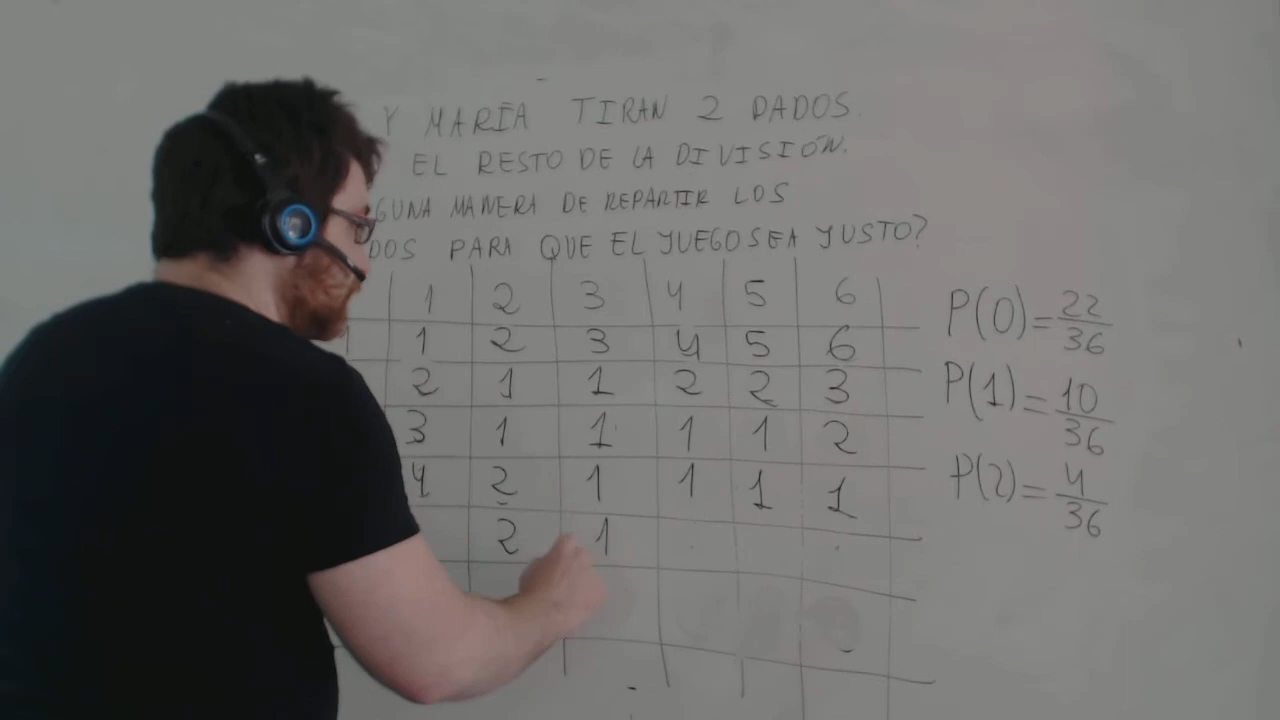 Y MARÍA TIRAN 2 DADOS.
EL RESTO DE LA DIVISIÓN.
GUNA MANERA DE REPARTIR LOS
DOS PARA QUE EL JUEGO SEA JUSTO?
1 2 3 4 5 6
1 2 3 4 5 6
2 1 1 2 2 3
3 1 1 1 1 2
4 2 1 1 1 1
2 1
P(0)=22/36
P(1)=10/36
P(2)=4/36